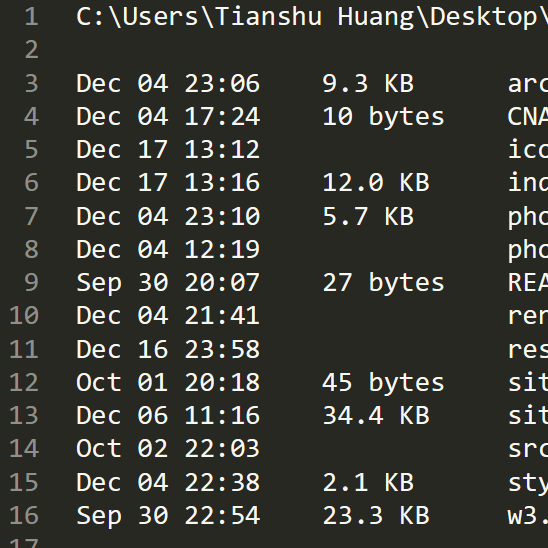 1 C:\Users\Tianshu Huang\Desktop\
2
3 Dec 04 23:06 9.3 KB arc
4 Dec 04 17:24 10 bytes CNA
5 Dec 17 13:12 ico
6 Dec 17 13:16 12.0 KB ind
7 Dec 04 23:10 5.7 KB pho
8 Dec 04 12:19 pho
9 Sep 30 20:07 27 bytes REA
10 Dec 04 21:41 ren
11 Dec 16 23:58 res
12 Oct 01 20:18 45 bytes sit
13 Dec 06 11:16 34.4 KB sit
14 Oct 02 22:03 src
15 Dec 04 22:38 2.1 KB sty
16 Sep 30 22:54 23.3 KB w3.
17